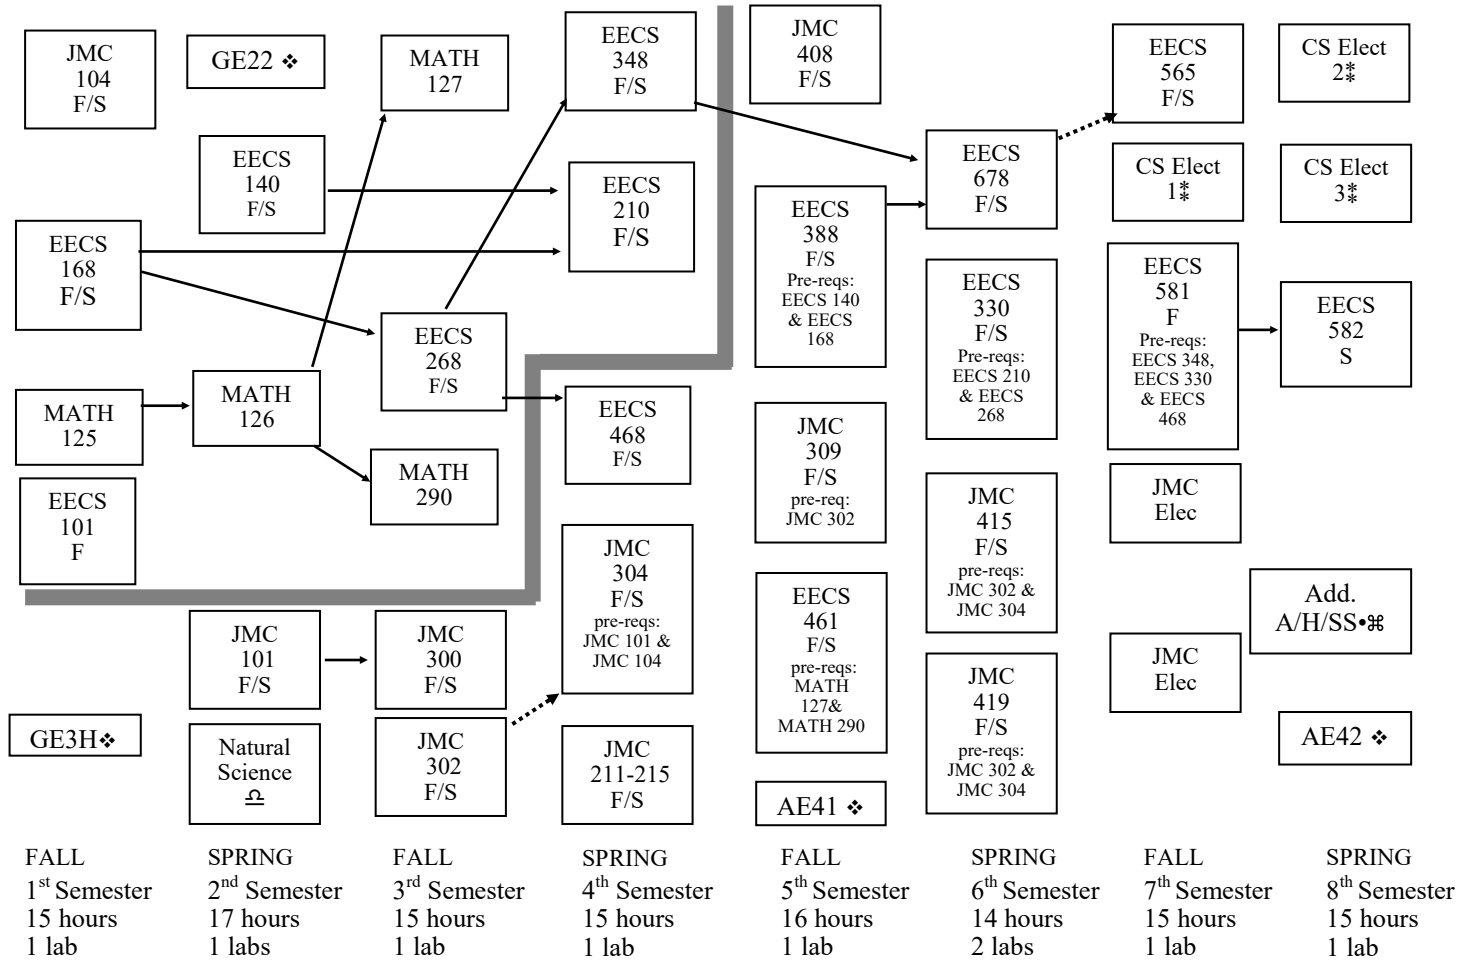 JMC
104
F/S
EECS
168
F/S
MATH
125
EECS
101
F
GE3H❖
GE22 ❖
EECS
140
F/S
MATH
126
JMC
101
F/S
Natural
Science
♎
MATH
127
EECS
268
F/S
MATH
290
JMC
300
F/S
JMC
302
F/S
EECS
348
F/S
EECS
210
F/S
EECS
468
F/S
JMC
304
F/S
pre-reqs:
JMC 101 &
JMC 104
JMC
211-215
F/S
JMC
408
F/S
EECS
388
F/S
Pre-reqs:
EECS 140
& EECS
168
JMC
309
F/S
pre-req:
JMC 302
EECS
461
F/S
pre-reqs:
MATH
127&
MATH 290
AE41 ❖
EECS
678
F/S
EECS
330
F/S
Pre-reqs:
EECS 210
& EECS
268
JMC
415
F/S
pre-reqs:
JMC 302 &
JMC 304
JMC
419
F/S
pre-reqs:
JMC 302 &
JMC 304
EECS
565
F/S
CS Elect
1⁑
EECS
581
F
Pre-reqs:
EECS 348,
EECS 330
& EECS
468
JMC
Elec
JMC
Elec
CS Elect
2⁑
CS Elect
3⁑
EECS
582
S
Add.
A/H/SS•⌘
AE42 ❖
FALL
1st Semester
15 hours
1 lab
SPRING
2nd Semester
17 hours
1 labs
FALL
3rd Semester
15 hours
1 lab
SPRING
4th Semester
15 hours
1 lab
FALL
5th Semester
16 hours
1 lab
SPRING
6th Semester
14 hours
2 labs
FALL
7th Semester
15 hours
1 lab
SPRING
8th Semester
15 hours
1 lab